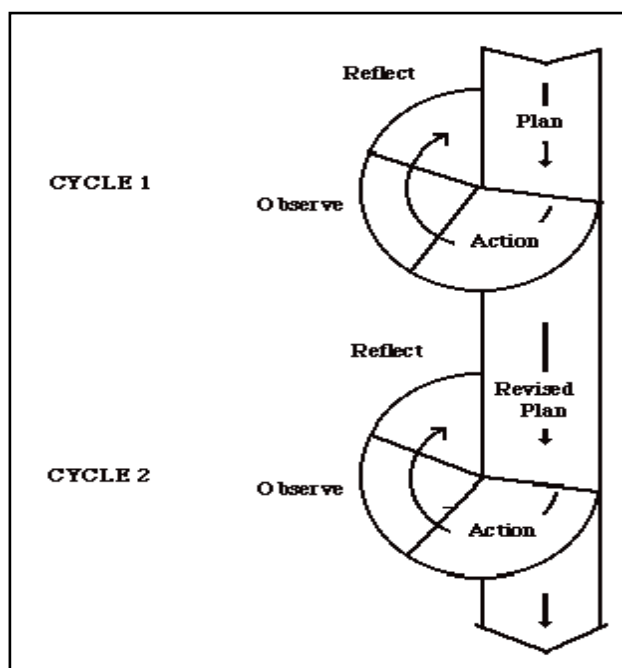 Reflect
Plan
CYCLE 1
Observe
Action
Reflect
Revised
Plan
CYCLE 2
Observe
Action